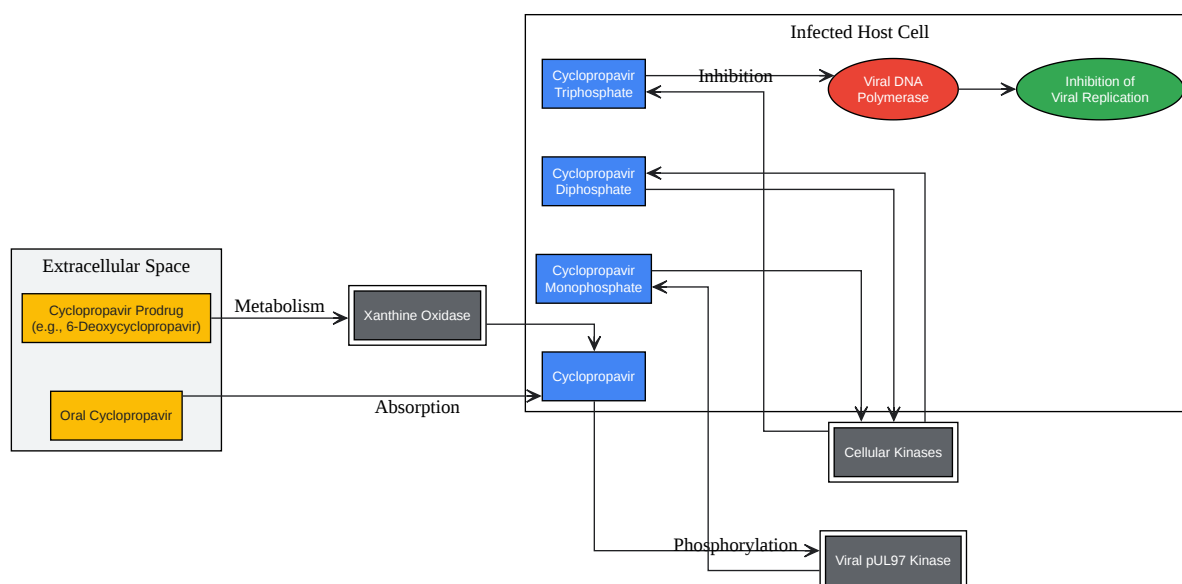 Infected Host Cell
Cyclopropavir
Triphosphate
Inhibition
Viral DNA
Polymerase
Inhibition of
Viral Replication
Cyclopropavir
Diphosphate
Extracellular Space
Cyclopropavir
Monophosphate
Cyclopropavir Prodrug
(e.g., 6-Deoxycyclopropavir)
Metabolism
Xanthine Oxidase
Cyclopropavir
Oral Cyclopropavir
Absorption
Cellular Kinases
Phosphorylation
Viral pUL97 Kinase